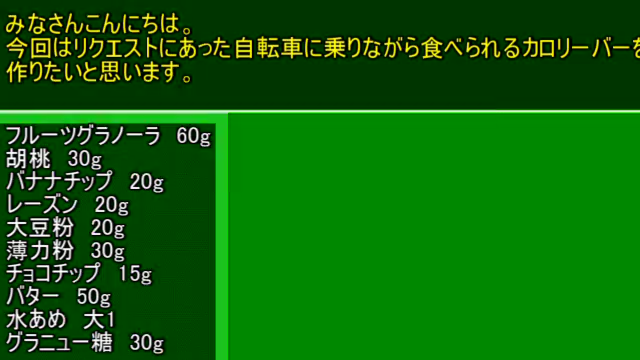 みなさんこんにちは。
今回はリクエストにあった自転車に乗りながら食べられるカロリーバーを
作りたいと思います。
フルーツグラノーラ 60g
胡桃 30g
バナナチップ 20g
レーズン 20g
大豆粉 20g
薄力粉 30g
チョコチップ 15g
バター 50g
水あめ 大1
グラニュー糖 30g